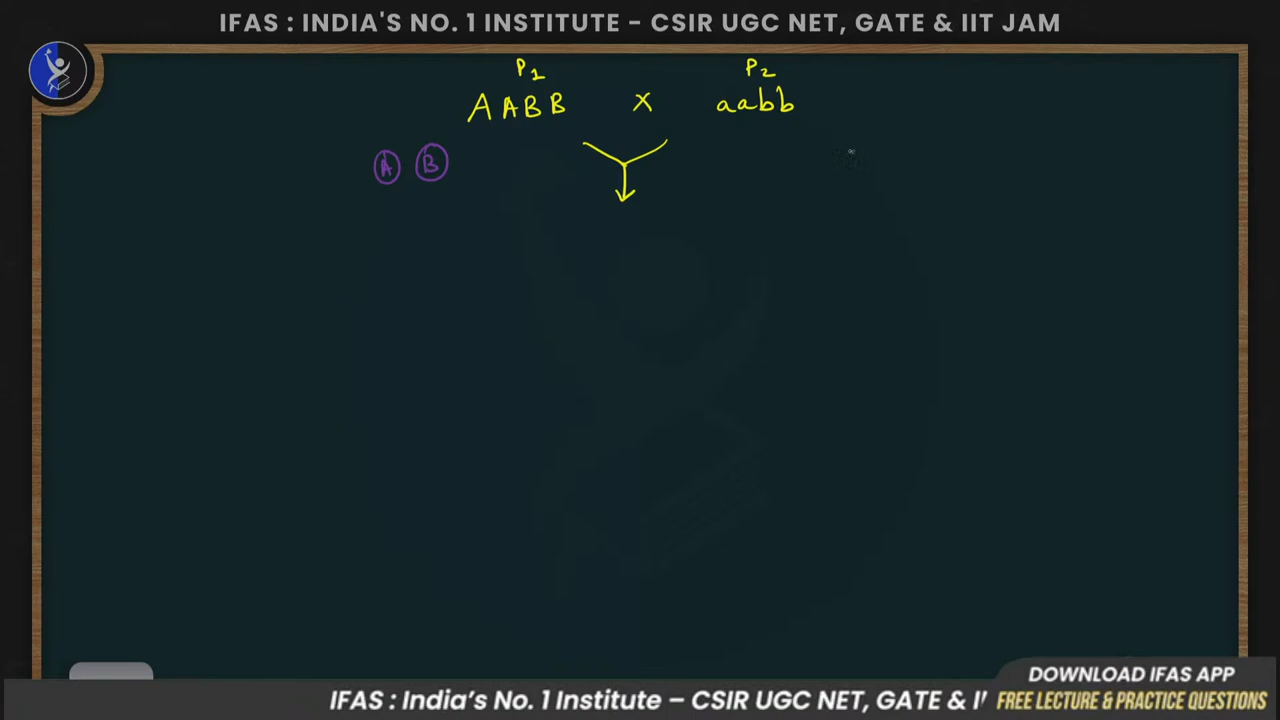 IFAS : INDIA'S NO. 1 INSTITUTE - CSIR UGC NET, GATE & IIT JAM
P1 P2
AABB x aabb
A B
DOWNLOAD IFAS APP
IFAS : India's No. 1 Institute – CSIR UGC NET, GATE & I
FREE LECTURE & PRACTICE QUESTIONS